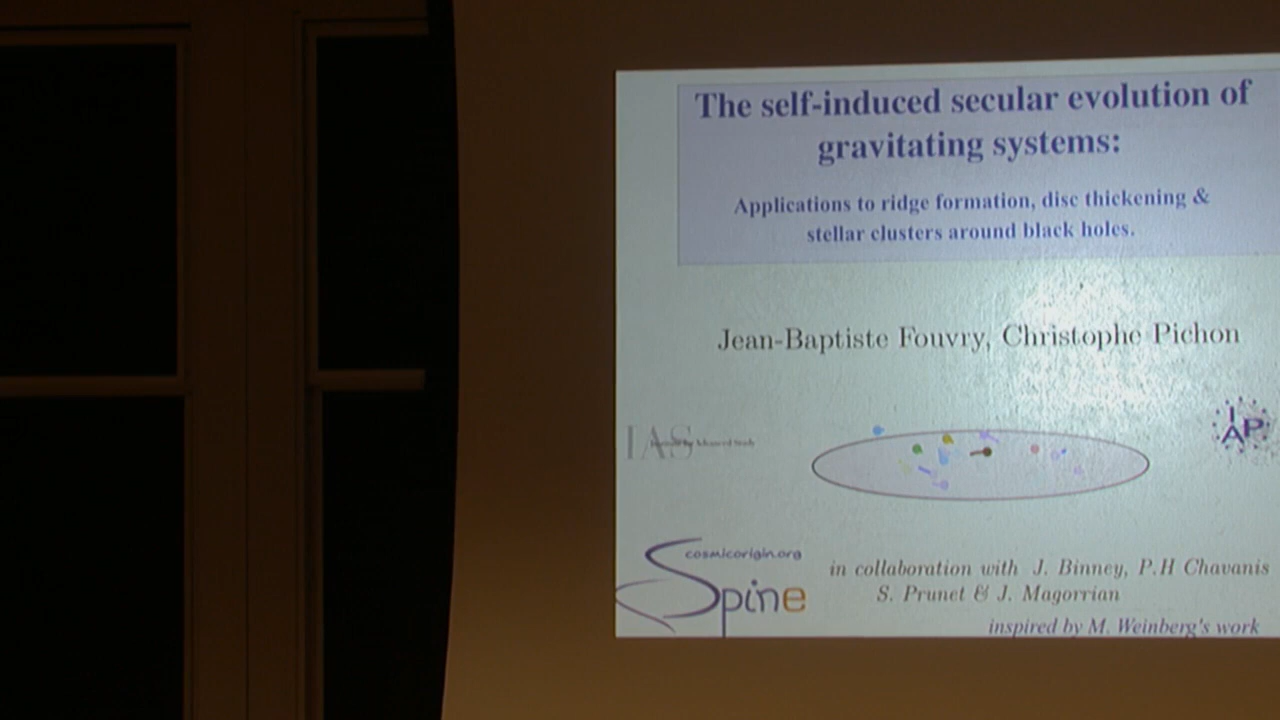 The self-induced secular evolution of
gravitating systems:
Applications to ridge formation, disc thickening &
stellar clusters around black holes.
Jean-Baptiste Fouvry, Christophe Pichon
IAS
IAP
cosmicorigin.org
Spine
in collaboration with J. Binney, P.H Chavanis
S. Prunet & J. Magorrian
inspired by M. Weinberg's work